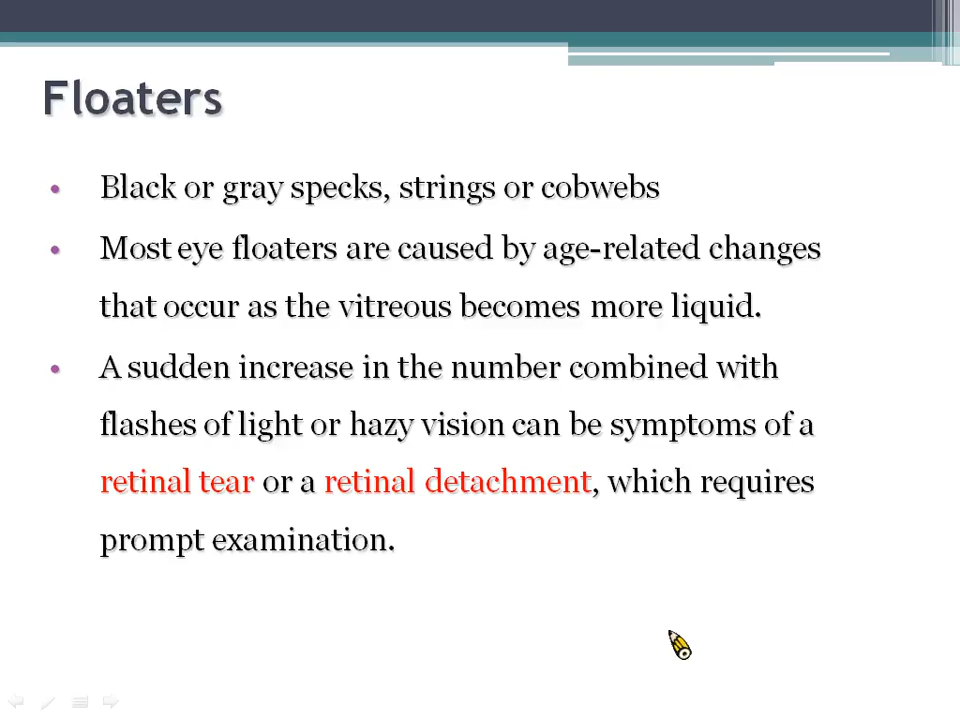 Floaters
• Black or gray specks, strings or cobwebs
• Most eye floaters are caused by age-related changes
that occur as the vitreous becomes more liquid.
• A sudden increase in the number combined with
flashes of light or hazy vision can be symptoms of a
retinal tear or a retinal detachment, which requires
prompt examination.